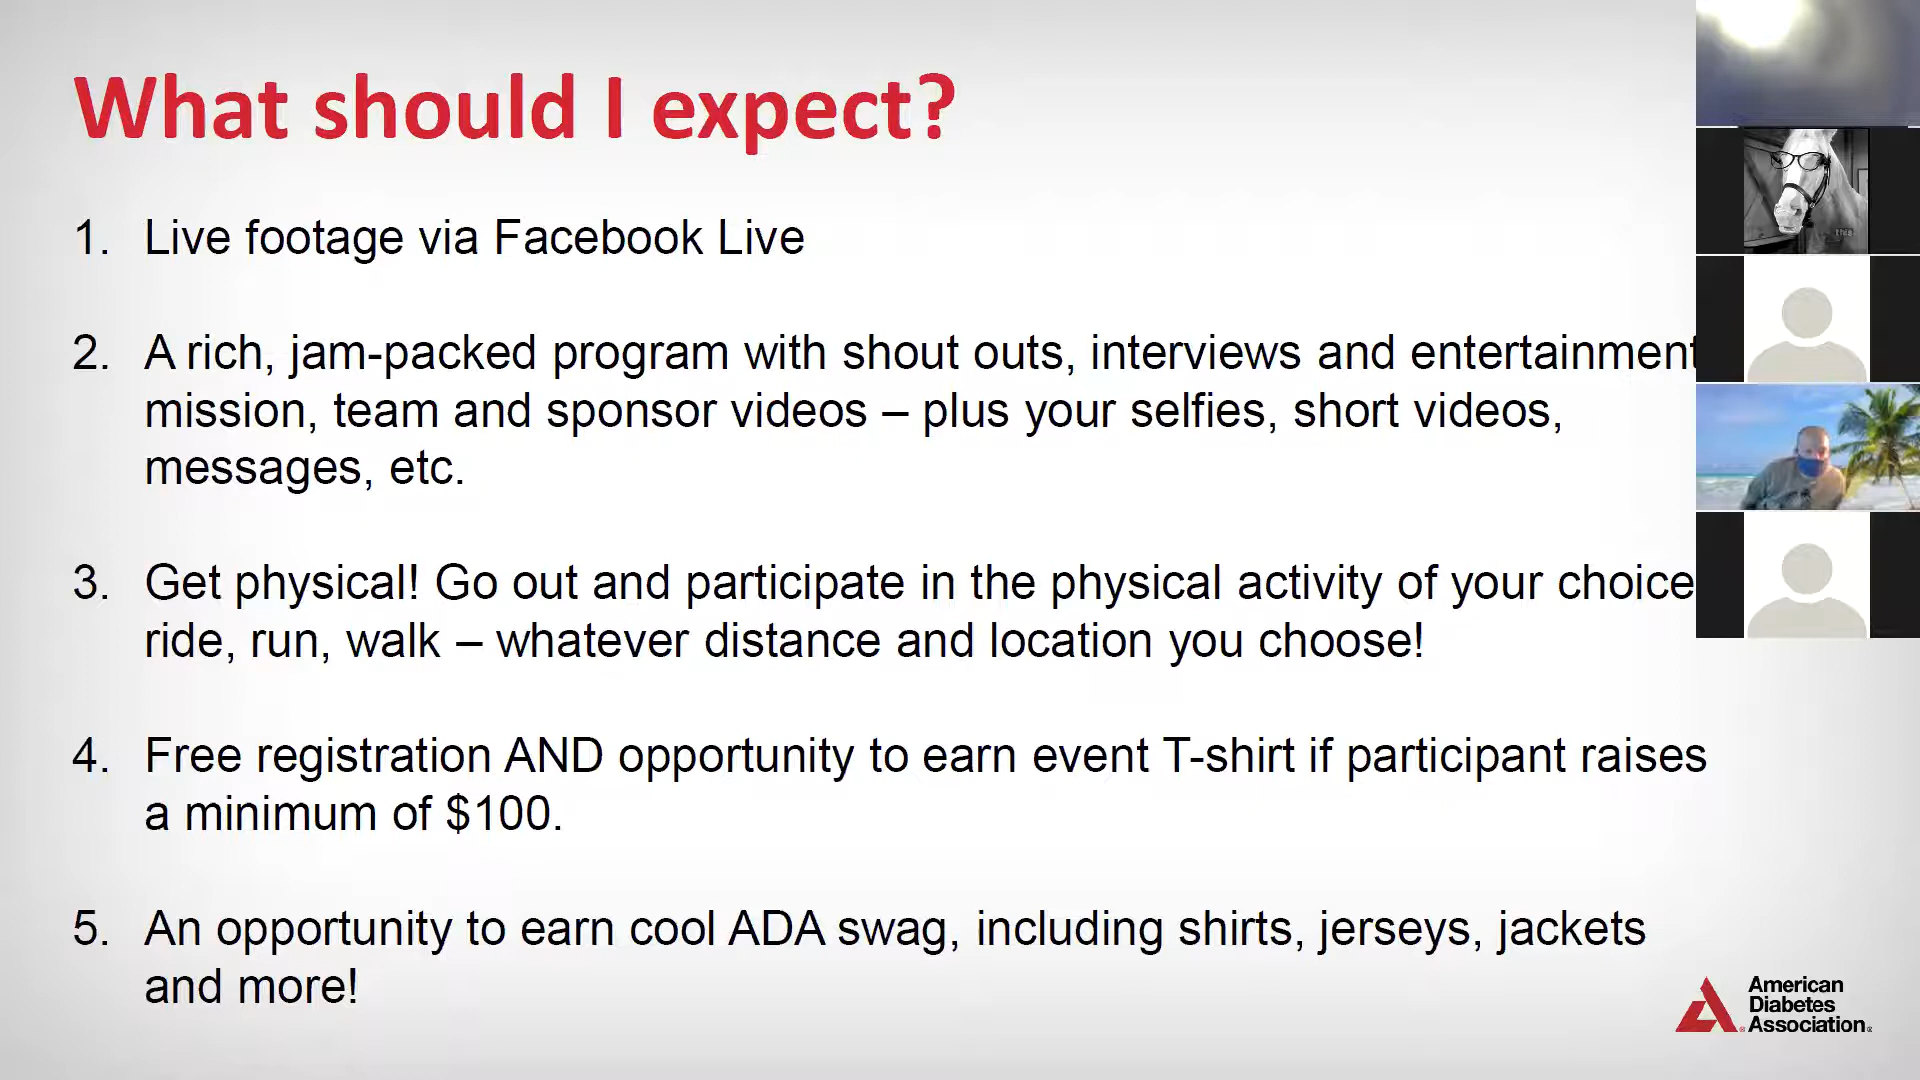 What should I expect?
1. Live footage via Facebook Live
2. A rich, jam-packed program with shout outs, interviews and entertainment
mission, team and sponsor videos – plus your selfies, short videos,
messages, etc.
3. Get physical! Go out and participate in the physical activity of your choice
ride, run, walk – whatever distance and location you choose!
4. Free registration AND opportunity to earn event T-shirt if participant raises
a minimum of $100.
5. An opportunity to earn cool ADA swag, including shirts, jerseys, jackets
and more!
this
American
Diabetes
Association®